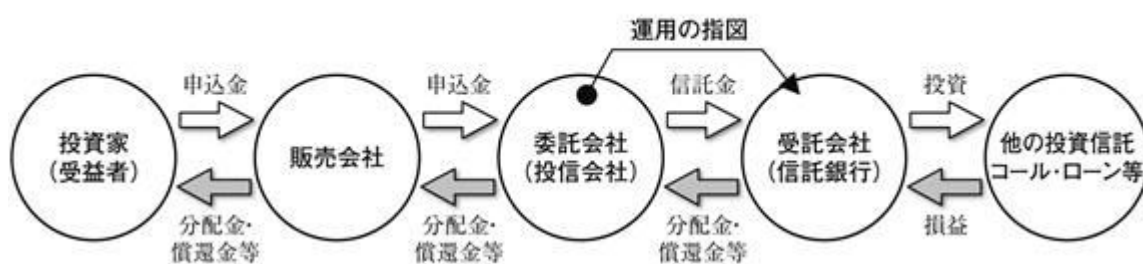 運用の指図
申込金
申込金
信託金
投資
投資家
(受益者)
販売会社
委託会社
(投信会社)
受託会社
(信託銀行)
他の投資信託
コール・ローン等
分配金・
償還金等
分配金・
償還金等
分配金・
償還金等
損益